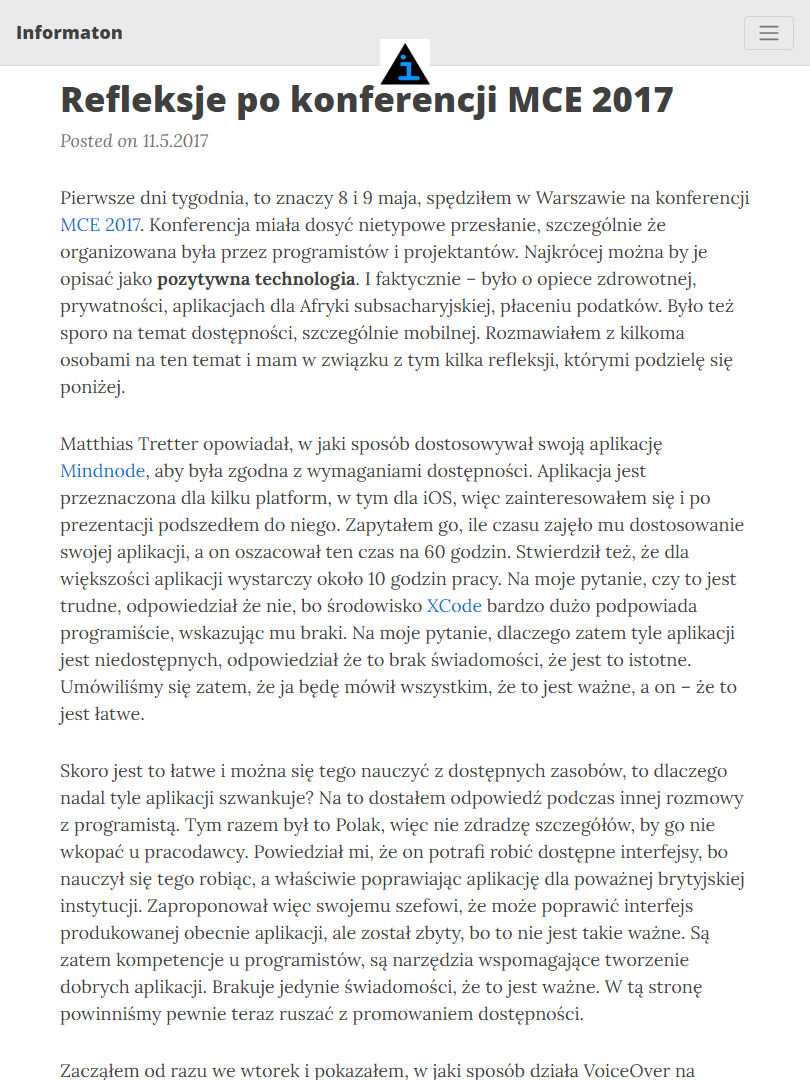 Informaton
i
Refleksje po konferencji MCE 2017
Posted on 11.5.2017
Pierwsze dni tygodnia, to znaczy 8 i 9 maja, spędziłem w Warszawie na konferencji
MCE 2017. Konferencja miała dosyć nietypowe przesłanie, szczególnie że
organizowana była przez programistów i projektantów. Najkrócej można by je
opisać jako pozytywna technologia. I faktycznie – było o opiece zdrowotnej,
prywatności, aplikacjach dla Afryki subsacharyjskiej, płaceniu podatków. Było też
sporo na temat dostępności, szczególnie mobilnej. Rozmawiałem z kilkoma
osobami na ten temat i mam w związku z tym kilka refleksji, którymi podzielę się
poniżej.
Matthias Tretter opowiadał, w jaki sposób dostosowywał swoją aplikację
Mindnode, aby była zgodna z wymaganiami dostępności. Aplikacja jest
przeznaczona dla kilku platform, w tym dla iOS, więc zainteresowałem się i po
prezentacji podszedłem do niego. Zapytałem go, ile czasu zajęło mu dostosowanie
swojej aplikacji, a on oszacował ten czas na 60 godzin. Stwierdził też, że dla
większości aplikacji wystarczy około 10 godzin pracy. Na moje pytanie, czy to jest
trudne, odpowiedział że nie, bo środowisko XCode bardzo dużo podpowiada
programiście, wskazując mu braki. Na moje pytanie, dlaczego zatem tyle aplikacji
jest niedostępnych, odpowiedział że to brak świadomości, że jest to istotne.
Umówiliśmy się zatem, że ja będę mówił wszystkim, że to jest ważne, a on – że to
jest łatwe.
Skoro jest to łatwe i można się tego nauczyć z dostępnych zasobów, to dlaczego
nadal tyle aplikacji szwankuje? Na to dostałem odpowiedź podczas innej rozmowy
z programistą. Tym razem był to Polak, więc nie zdradzę szczegółów, by go nie
wkopać u pracodawcy. Powiedział mi, że on potrafi robić dostępne interfejsy, bo
nauczył się tego robiąc, a właściwie poprawiając aplikację dla poważnej brytyjskiej
instytucji. Zaproponował więc swojemu szefowi, że może poprawić interfejs
produkowanej obecnie aplikacji, ale został zbyty, bo to nie jest takie ważne. Są
zatem kompetencje u programistów, są narzędzia wspomagające tworzenie
dobrych aplikacji. Brakuje jedynie świadomości, że to jest ważne. W tą stronę
powinniśmy pewnie teraz ruszać z promowaniem dostępności.
Zacząłem od razu we wtorek i pokazałem, w jaki sposób działa VoiceOver na